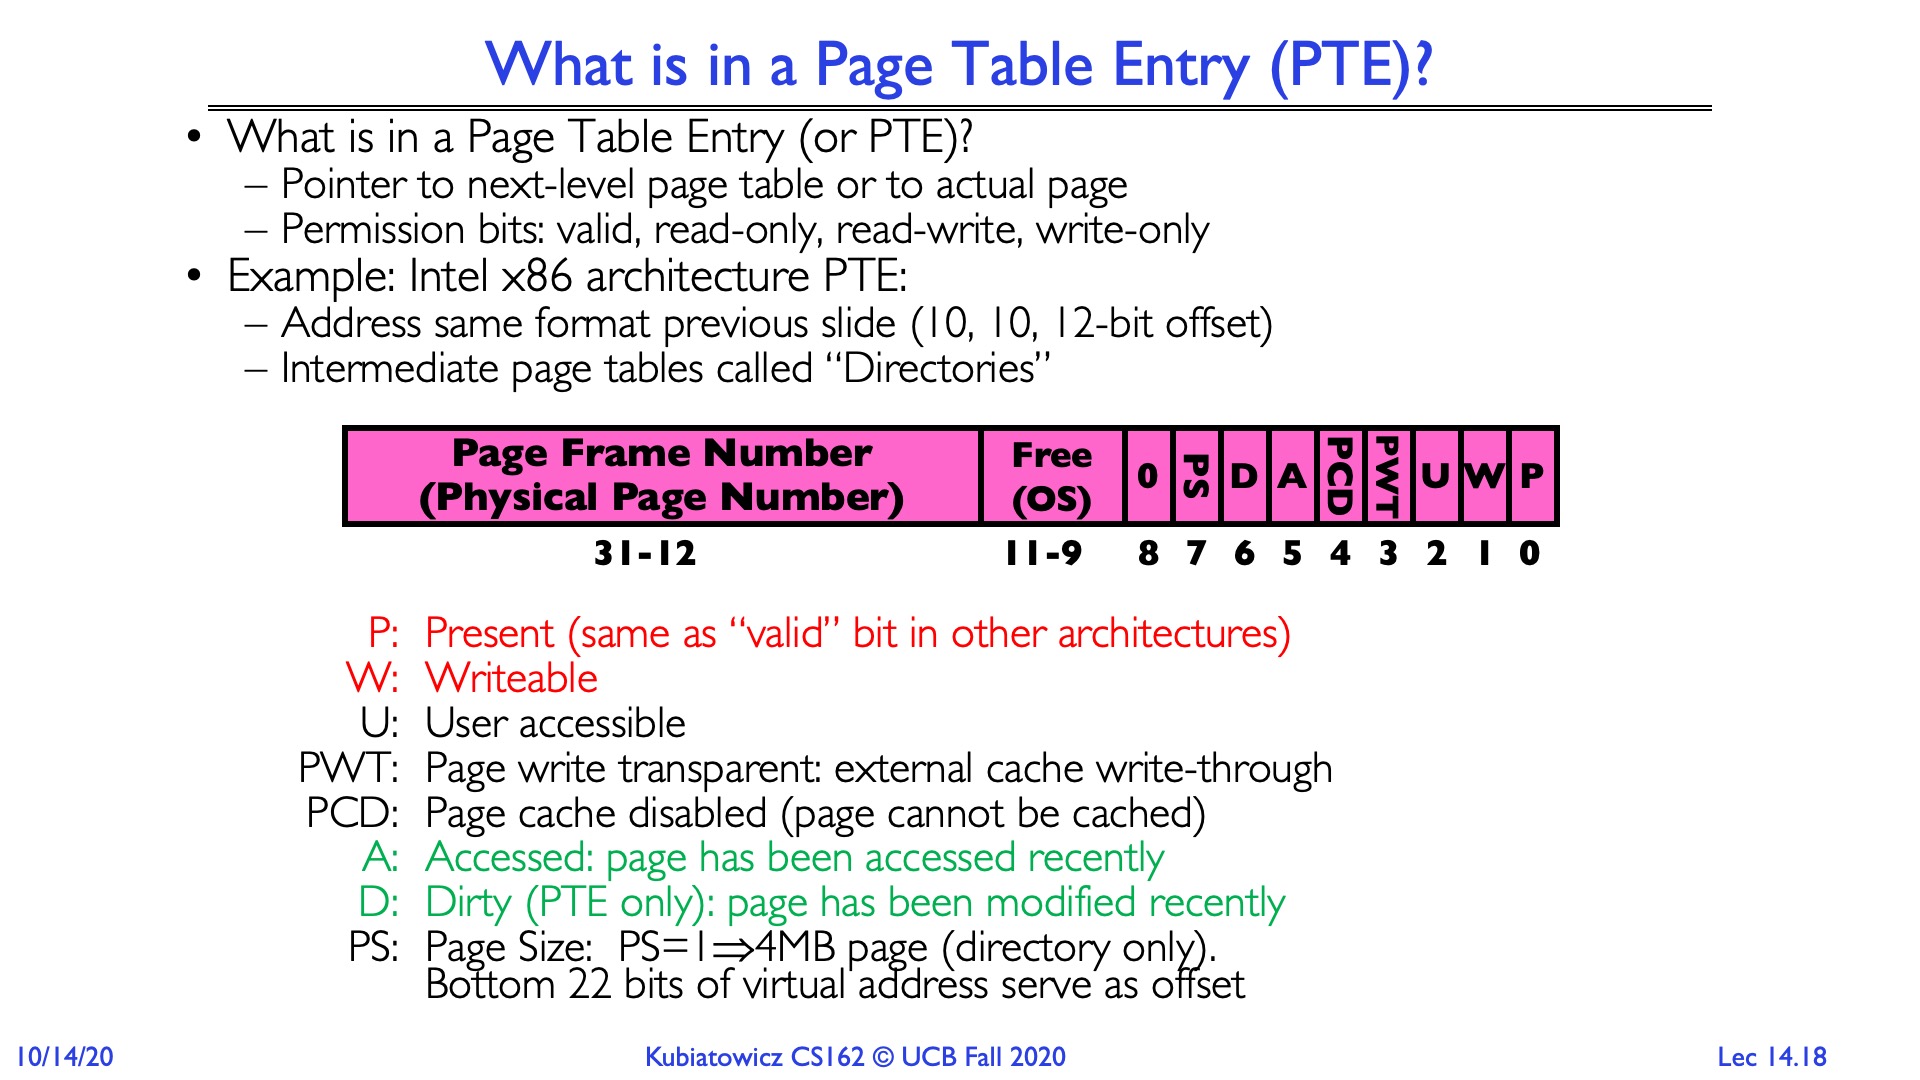 What is in a Page Table Entry (PTE)?
• What is in a Page Table Entry (or PTE)?
– Pointer to next-level page table or to actual page
– Permission bits: valid, read-only, read-write, write-only
• Example: Intel x86 architecture PTE:
– Address same format previous slide (10, 10, 12-bit offset)
– Intermediate page tables called “Directories”
Page Frame Number
(Physical Page Number)
Free
(OS)
0
PS
D
A
PCD
PWT
U
W
P
31-12 11-9 8 7 6 5 4 3 2 1 0
P: Present (same as “valid” bit in other architectures)
W: Writeable
U: User accessible
PWT: Page write transparent: external cache write-through
PCD: Page cache disabled (page cannot be cached)
A: Accessed: page has been accessed recently
D: Dirty (PTE only): page has been modified recently
PS: Page Size: PS=1⇒4MB page (directory only).
Bottom 22 bits of virtual address serve as offset
10/14/20
Kubiatowicz CS162 © UCB Fall 2020
Lec 14.18